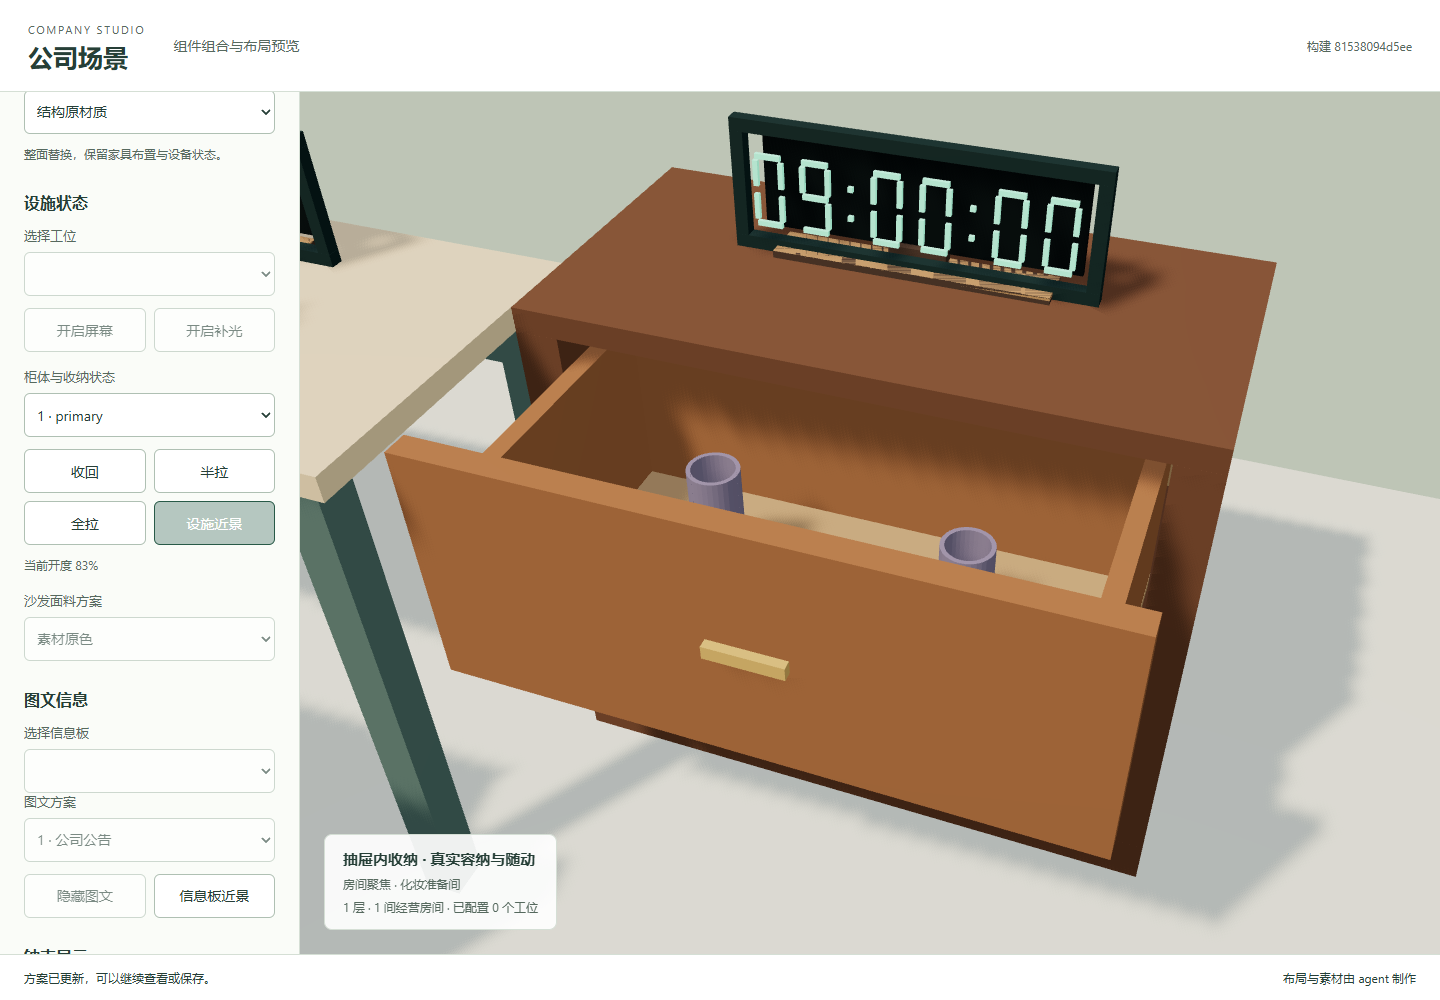 COMPANY STUDIO
公司场景
组件组合与布局预览
构建 81538094d5ee
结构原材质
整面替换，保留家具布置与设备状态。
设施状态
选择工位
开启屏幕
开启补光
柜体与收纳状态
1 · primary
收回
半拉
全拉
设施近景
当前开度 83%
沙发面料方案
素材原色
图文信息
选择信息板
图文方案
1 · 公司公告
隐藏图文
信息板近景
09:00:00
抽屉内收纳 · 真实容纳与随动
房间聚焦 · 化妆准备间
1 层 · 1 间经营房间 · 已配置 0 个工位
方案已更新，可以继续查看或保存。
布局与素材由 agent 制作